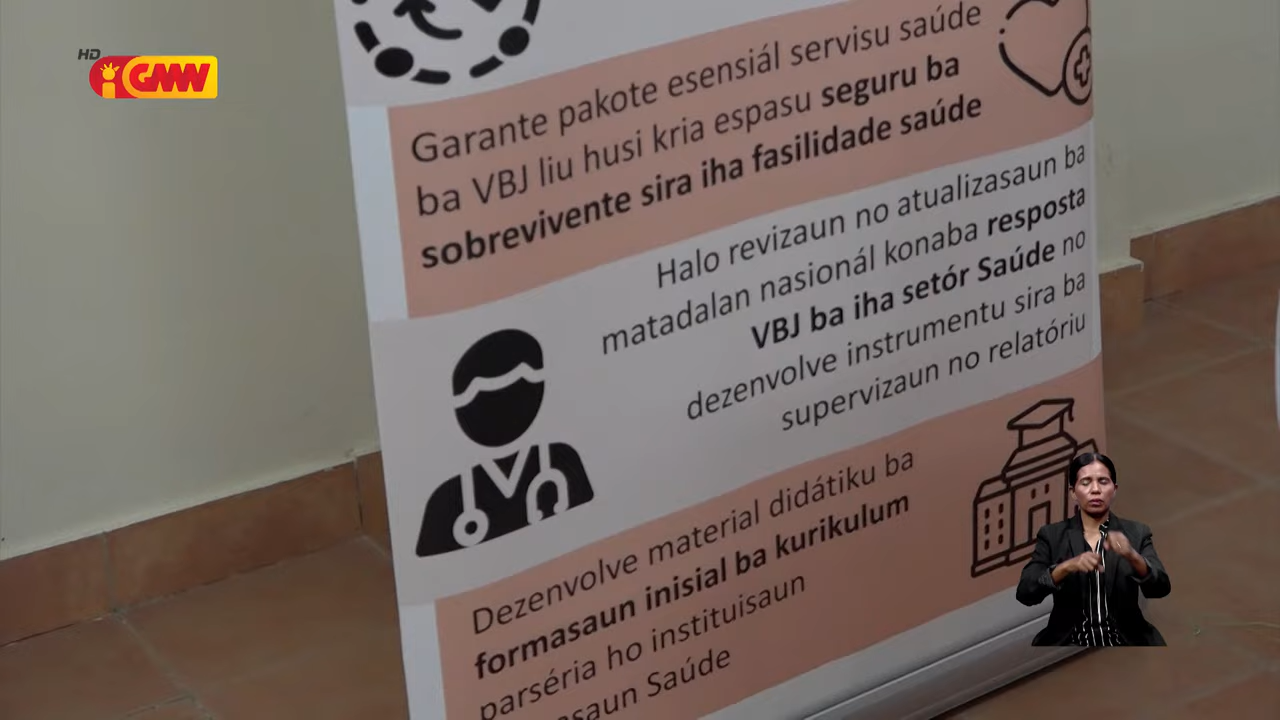 HD
GMN
Garante pakote esensiál servisu saúde
ba VBJ liu husi kria espasu seguru ba
sobrevivente sira iha fasilidade saúde
Halo revizaun no atualizasaun ba
matadalan nasionál konaba resposta
VBJ ba iha setór Saúde no
dezenvolve instrumentu sira ba
supervizaun no relatóriu
Dezenvolve material didátiku ba
formasaun inisial ba kurikulum
parséria ho instituisaun
Saúde